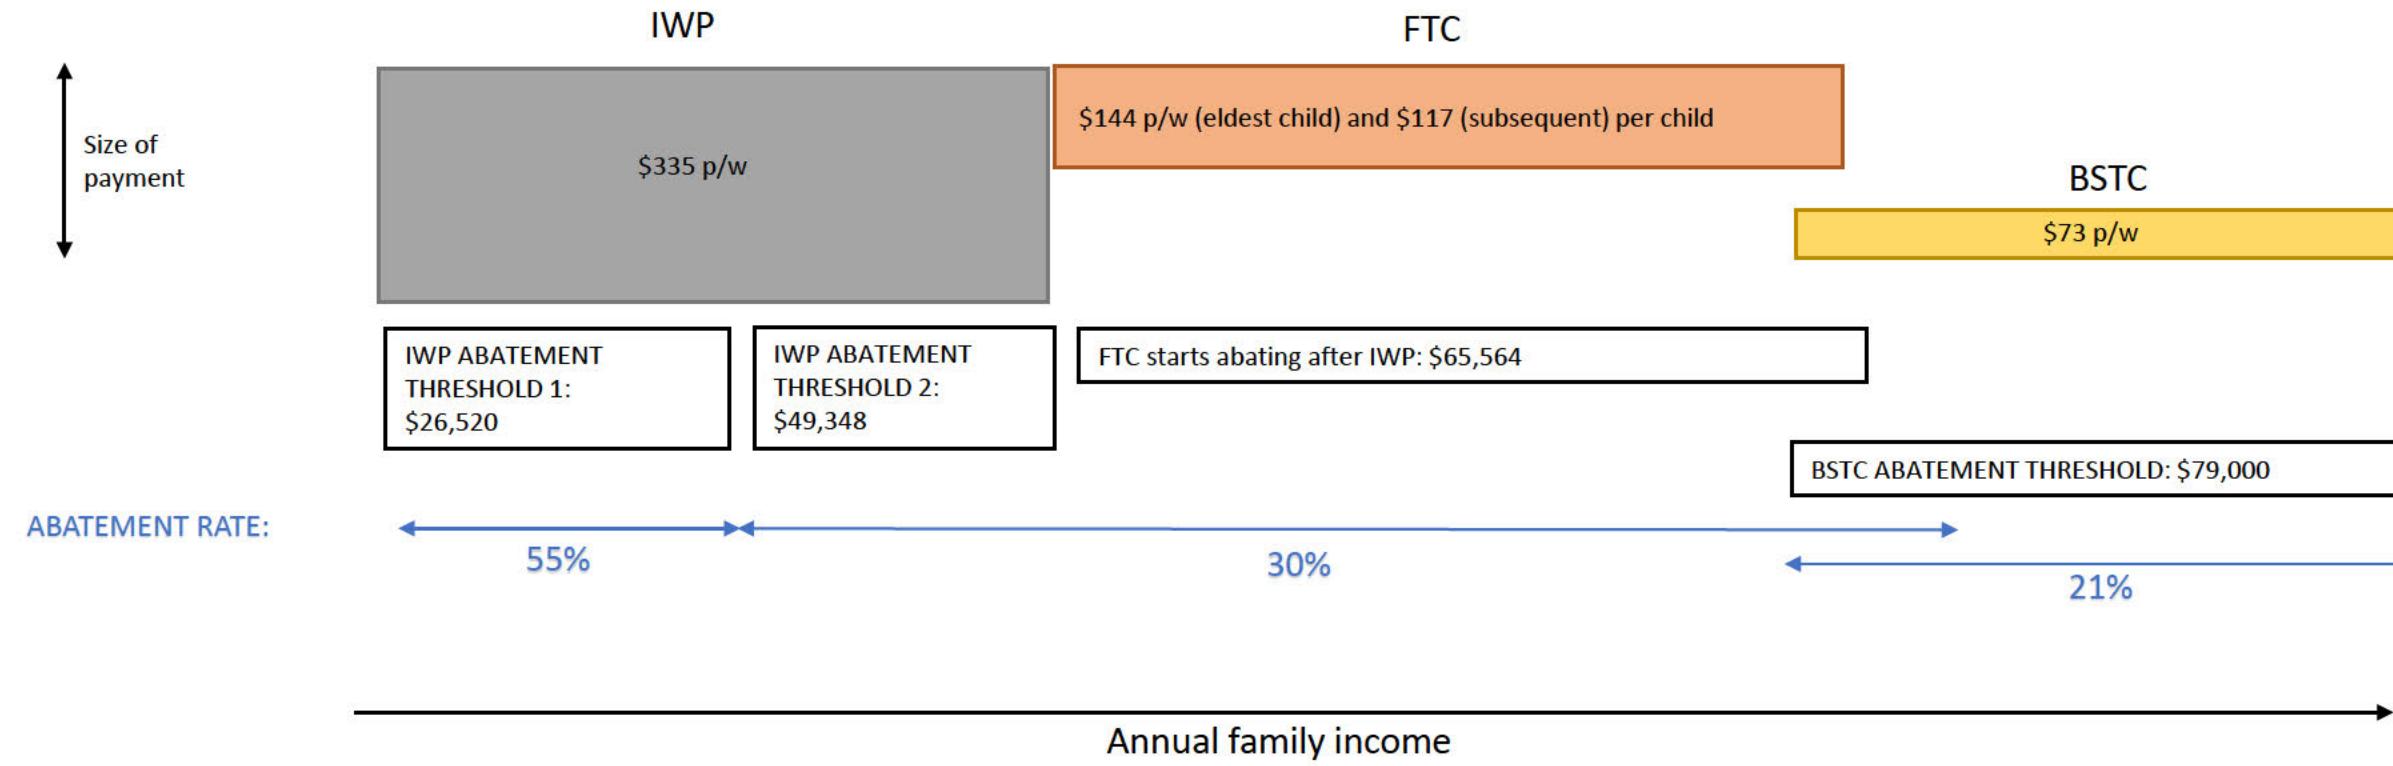 IWP
FTC
$144 p/w (eldest child) and $117 (subsequent) per child
Size of
payment
$335 p/w
BSTC
$73 p/w
IWP ABATEMENT
THRESHOLD 1:
$26,520
IWP ABATEMENT
THRESHOLD 2:
$49,348
FTC starts abating after IWP: $65,564
BSTC ABATEMENT THRESHOLD: $79,000
ABATEMENT RATE:
55%
30%
21%
Annual family income